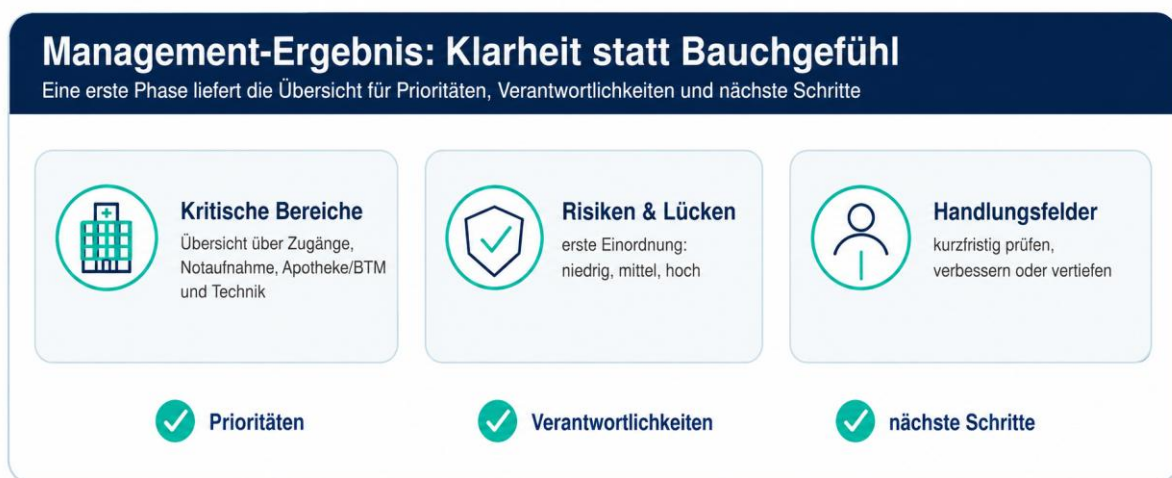 Management-Ergebnis: Klarheit statt Bauchgefühl
Eine erste Phase liefert die Übersicht für Prioritäten, Verantwortlichkeiten und nächste Schritte
Kritische Bereiche
Übersicht über Zugänge,
Notaufnahme, Apotheke/BTM
und Technik
Risiken & Lücken
erste Einordnung:
niedrig, mittel, hoch
Handlungsfelder
kurzfristig prüfen,
verbessern oder vertiefen
Prioritäten
Verantwortlichkeiten
nächste Schritte